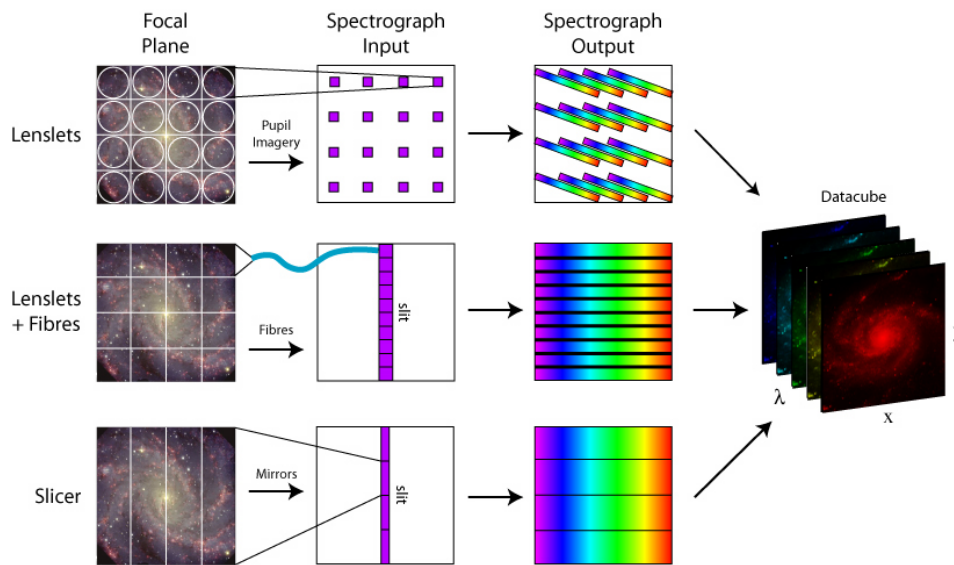 Focal
Plane
Spectrograph
Input
Spectrograph
Output
Lenslets
Pupil
Imagery
Datacube
Lenslets
+ Fibres
Fibres
slit
λ
x
Slicer
Mirrors
slit